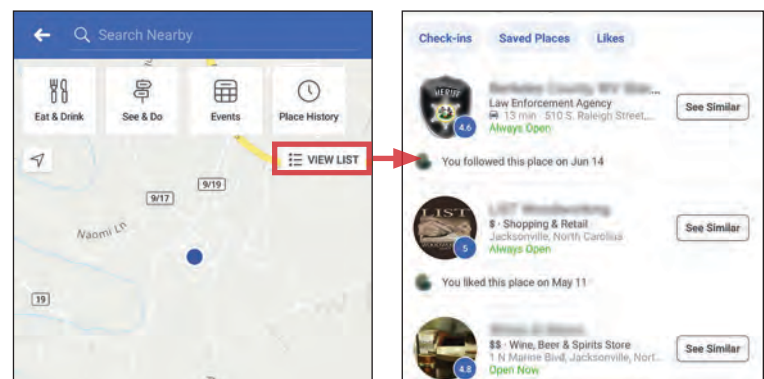 Search Nearby
Eat & Drink
See & Do
Events
Place History
VIEW LIST
9/19
9/17
Naomi Ln
19
Check-ins
Saved Places
Likes
Law Enforcement Agency
13 min · 510 S. Raleigh Street,...
Always Open
4.6
See Similar
You followed this place on Jun 14
LIST
$ · Shopping & Retail
Jacksonville, North Carolina
Always Open
5
See Similar
You liked this place on May 11
$$ · Wine, Beer & Spirits Store
1 N Marine Blvd, Jacksonville, Nort...
Open Now
4.8
See Similar